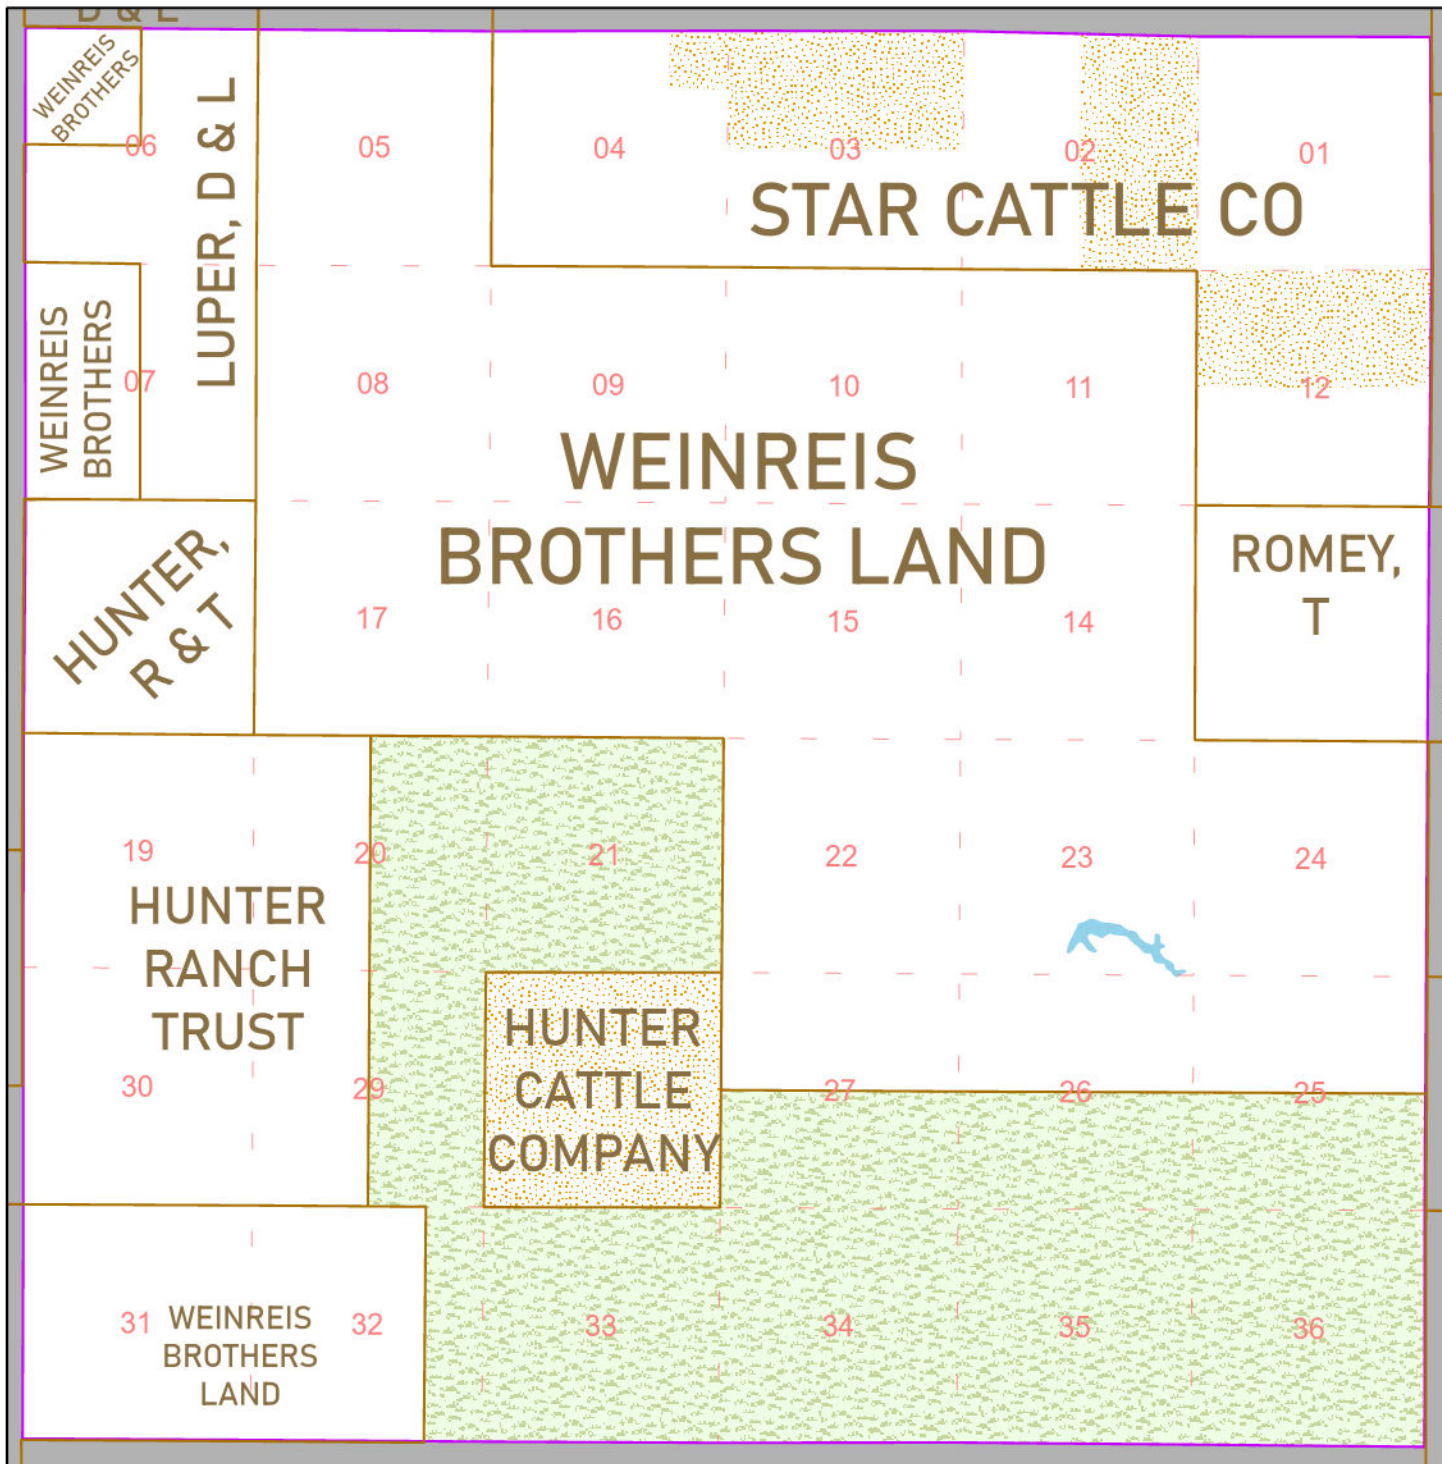 D & L
WEINREIS
BROTHERS
06
LUPER, D & L
05
04
03
02
01
STAR CATTLE CO
WEINREIS
BROTHERS
07
08
09
10
11
12
WEINREIS
BROTHERS LAND
HUNTER,
R & T
17
16
15
14
ROMEY,
T
19
20
21
22
23
24
HUNTER
RANCH
TRUST
HUNTER
CATTLE
COMPANY
30
29
27
26
25
31
32
33
34
35
36
WEINREIS
BROTHERS
LAND